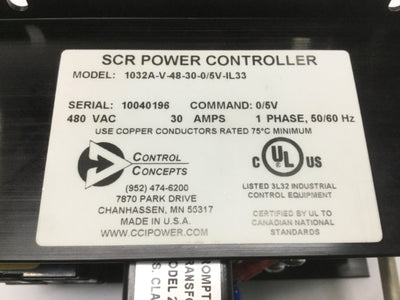 SCR POWER CONTROLLER
MODEL: 1032A-V-48-30-0/5V-IL33
SERIAL: 10040196 COMMAND: 0/5V
480 VAC 30 AMPS 1 PHASE, 50/60 Hz
USE COPPER CONDUCTORS RATED 75°C MINIMUM
CONTROL
CONCEPTS
(952) 474-6200
7870 PARK DRIVE
CHANHASSEN, MN 55317
MADE IN U.S.A.
WWW.CCIPOWER.COM
C UL US
LISTED 3L32 INDUSTRIAL
CONTROL EQUIPMENT
CERTIFIED BY UL TO
CANADIAN NATIONAL
STANDARDS